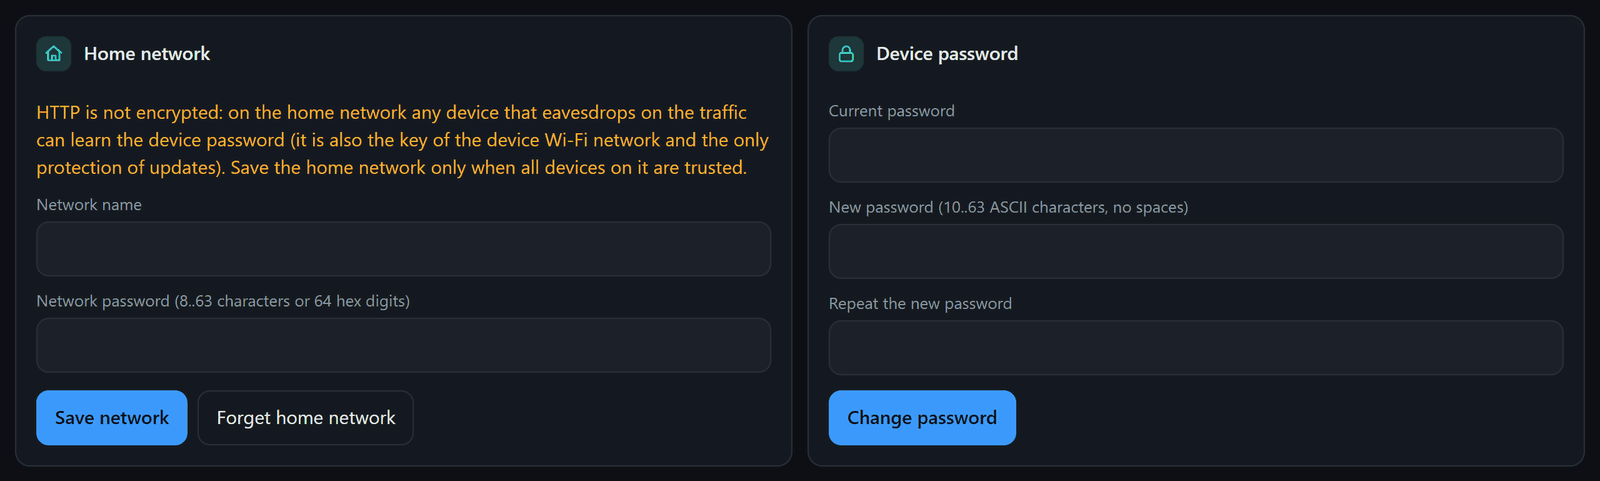 Home network
HTTP is not encrypted: on the home network any device that eavesdrops on the traffic
can learn the device password (it is also the key of the device Wi-Fi network and the only
protection of updates). Save the home network only when all devices on it are trusted.
Network name
Network password (8..63 characters or 64 hex digits)
Save network
Forget home network
Device password
Current password
New password (10..63 ASCII characters, no spaces)
Repeat the new password
Change password